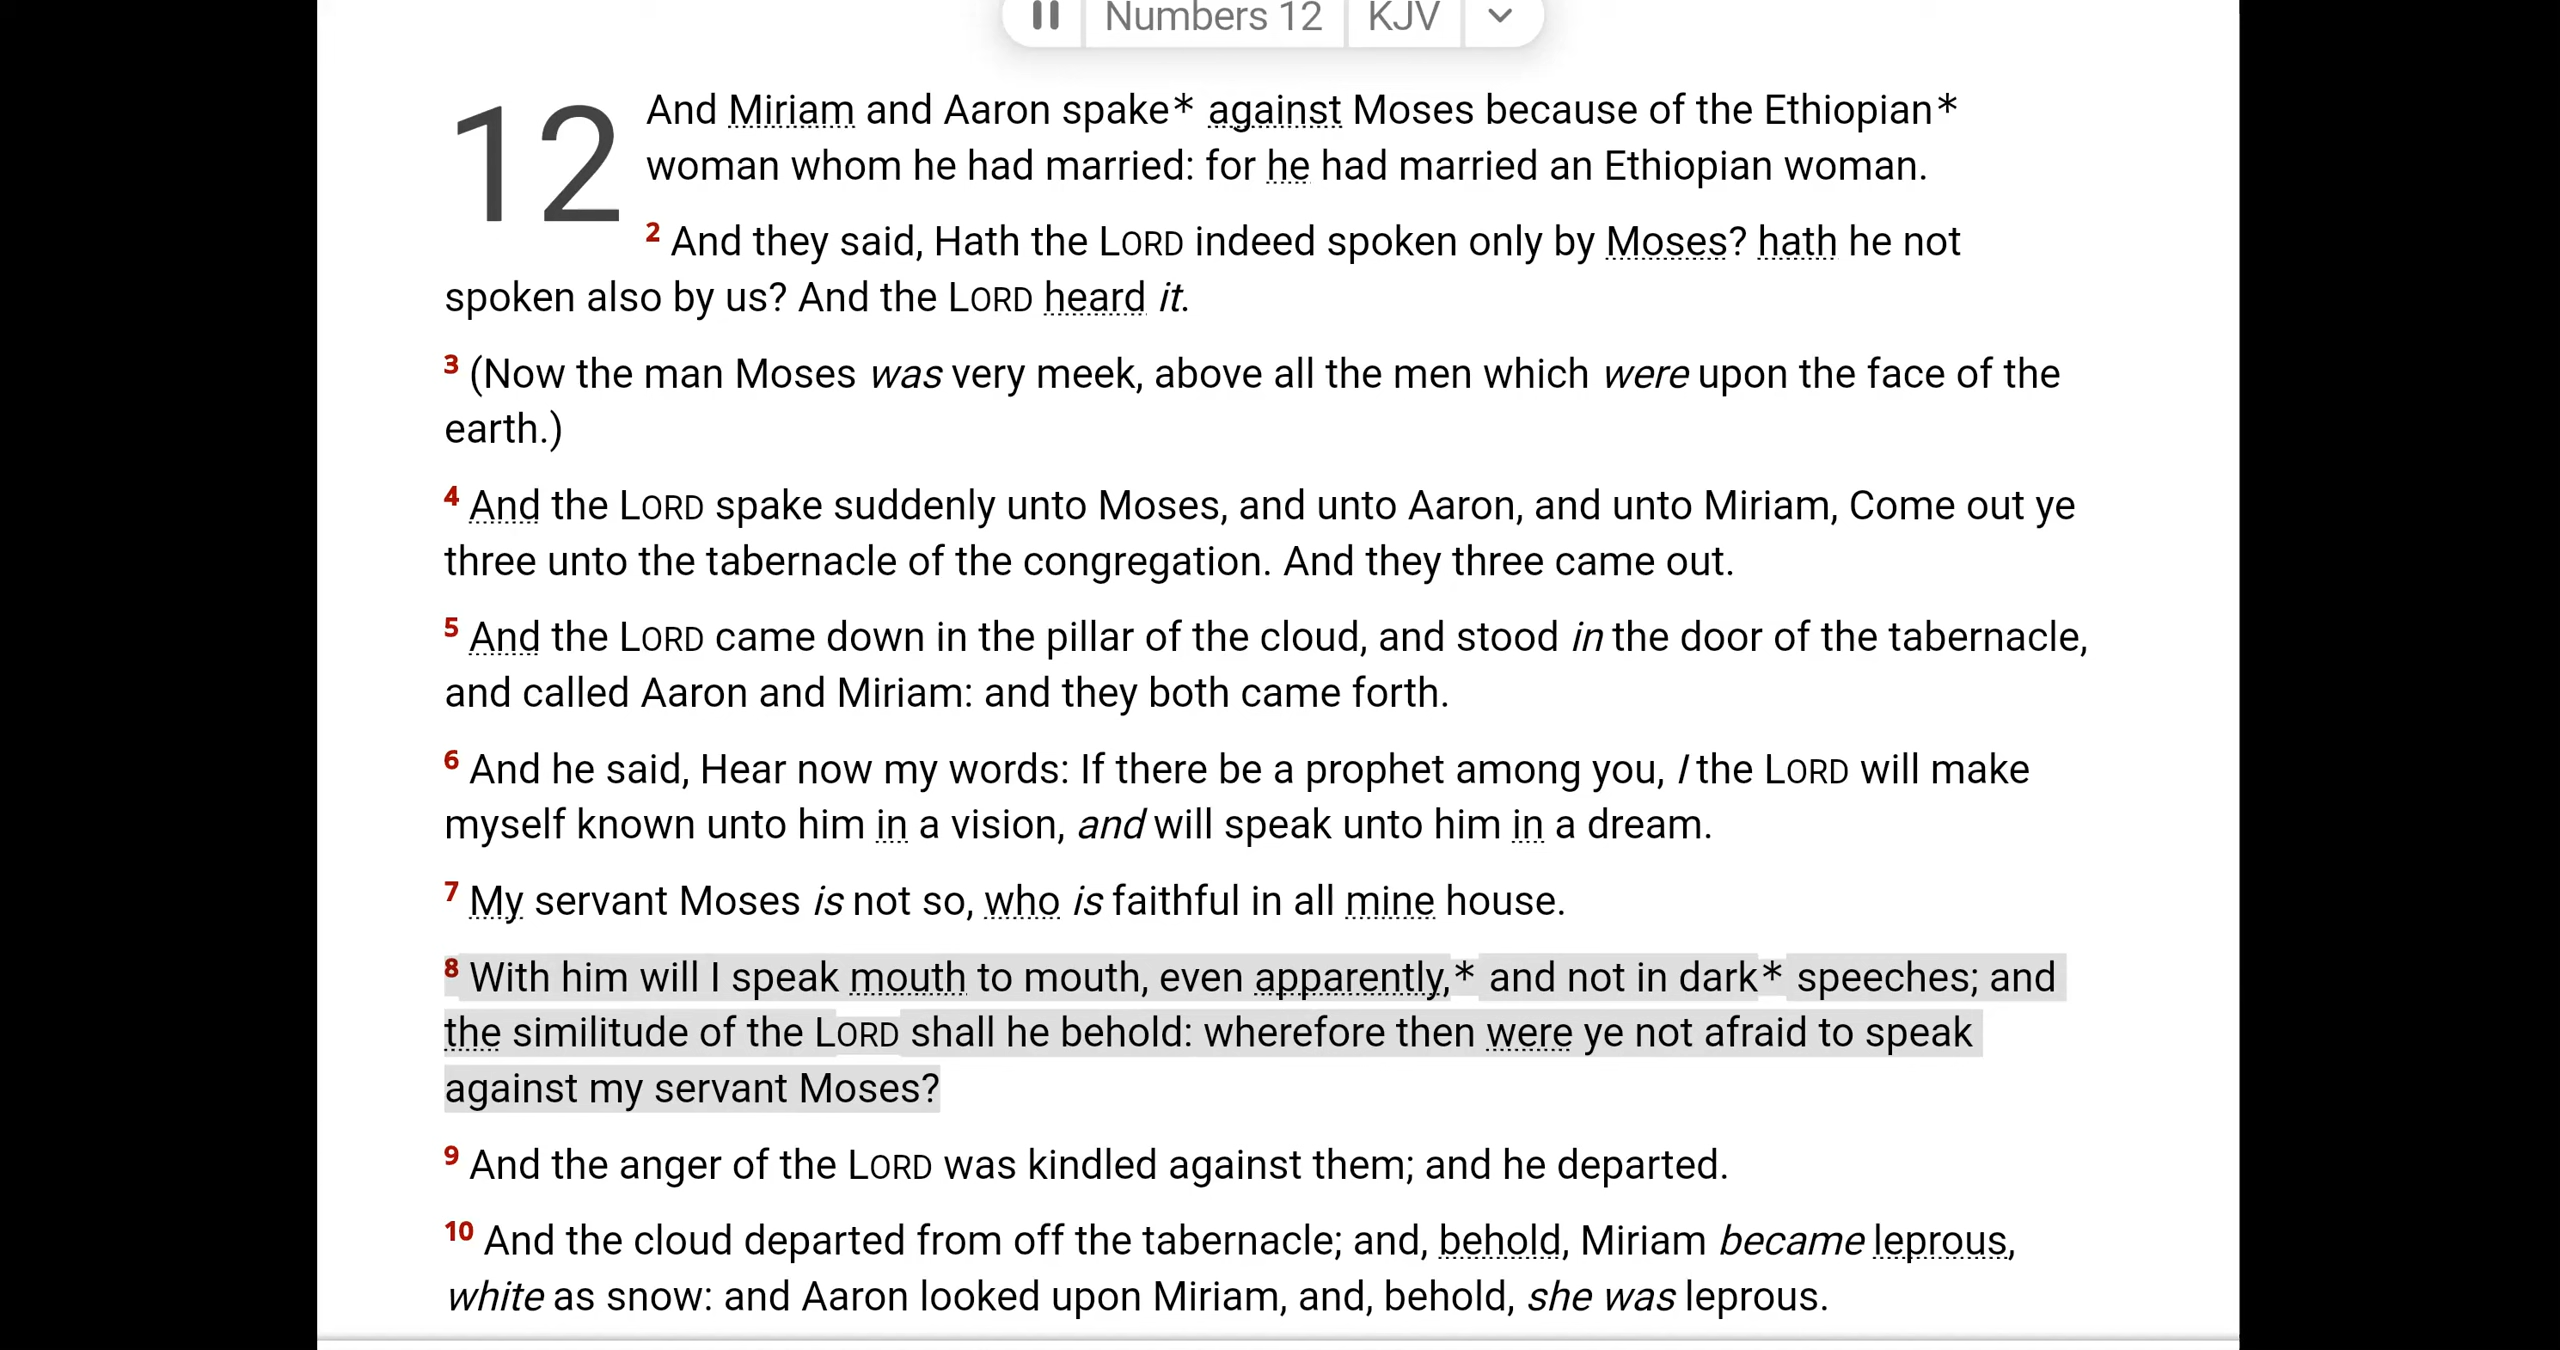 Numbers 12 KJV
12 And Miriam and Aaron spake* against Moses because of the Ethiopian*
woman whom he had married: for he had married an Ethiopian woman.
2 And they said, Hath the LORD indeed spoken only by Moses? hath he not
spoken also by us? And the LORD heard it.
3 (Now the man Moses was very meek, above all the men which were upon the face of the
earth.)
4 And the LORD spake suddenly unto Moses, and unto Aaron, and unto Miriam, Come out ye
three unto the tabernacle of the congregation. And they three came out.
5 And the LORD came down in the pillar of the cloud, and stood in the door of the tabernacle,
and called Aaron and Miriam: and they both came forth.
6 And he said, Hear now my words: If there be a prophet among you, I the LORD will make
myself known unto him in a vision, and will speak unto him in a dream.
7 My servant Moses is not so, who is faithful in all mine house.
8 With him will I speak mouth to mouth, even apparently,* and not in dark* speeches; and
the similitude of the LORD shall he behold: wherefore then were ye not afraid to speak
against my servant Moses?
9 And the anger of the LORD was kindled against them; and he departed.
10 And the cloud departed from off the tabernacle; and, behold, Miriam became leprous,
white as snow: and Aaron looked upon Miriam, and, behold, she was leprous.